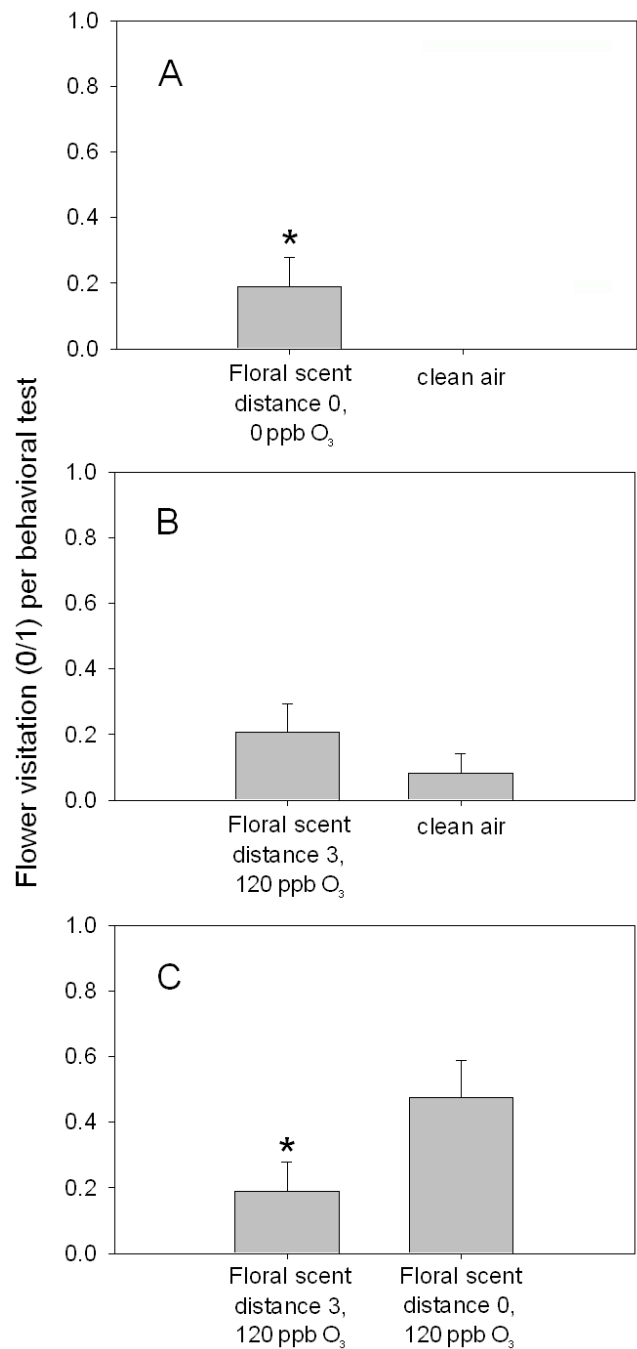 Flower visitation (0/1) per behavioral test
1.0
A
0.8
0.6
0.4
*
0.2
0.0
Floral scent
distance 0,
0 ppb O₃
clean air
1.0
B
0.8
0.6
0.4
0.2
0.0
Floral scent
distance 3,
120 ppb O₃
clean air
1.0
C
0.8
0.6
0.4
*
0.2
0.0
Floral scent
distance 3,
120 ppb O₃
Floral scent
distance 0,
120 ppb O₃